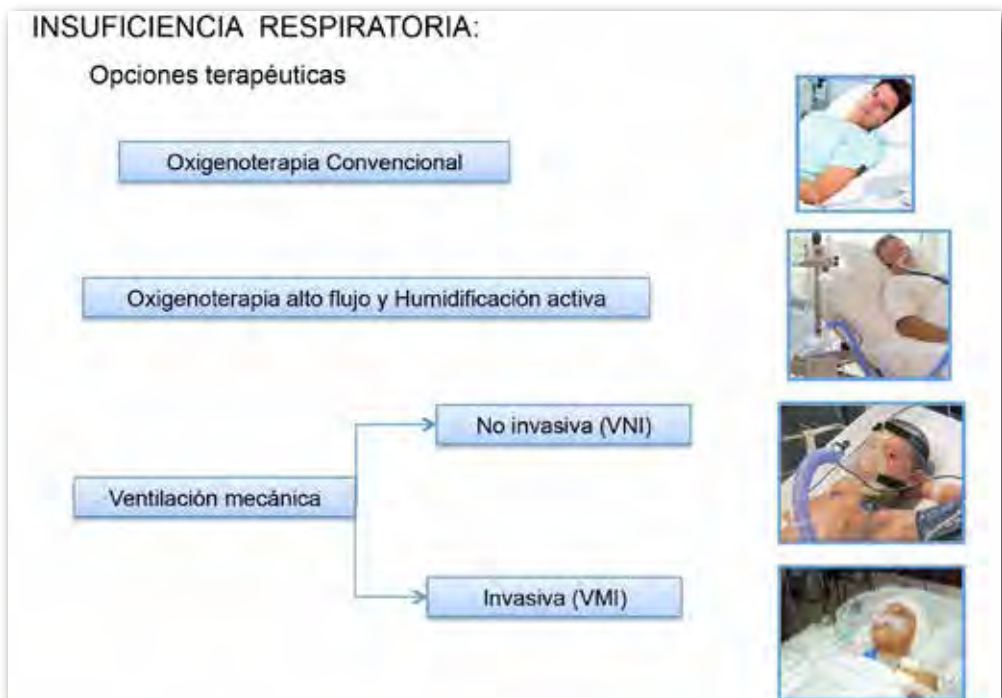 INSUFICIENCIA RESPIRATORIA:
Opciones terapéuticas
Oxigenoterapia Convencional
Oxigenoterapia alto flujo y Humidificación activa
No invasiva (VNI)
Ventilación mecánica
Invasiva (VMI)